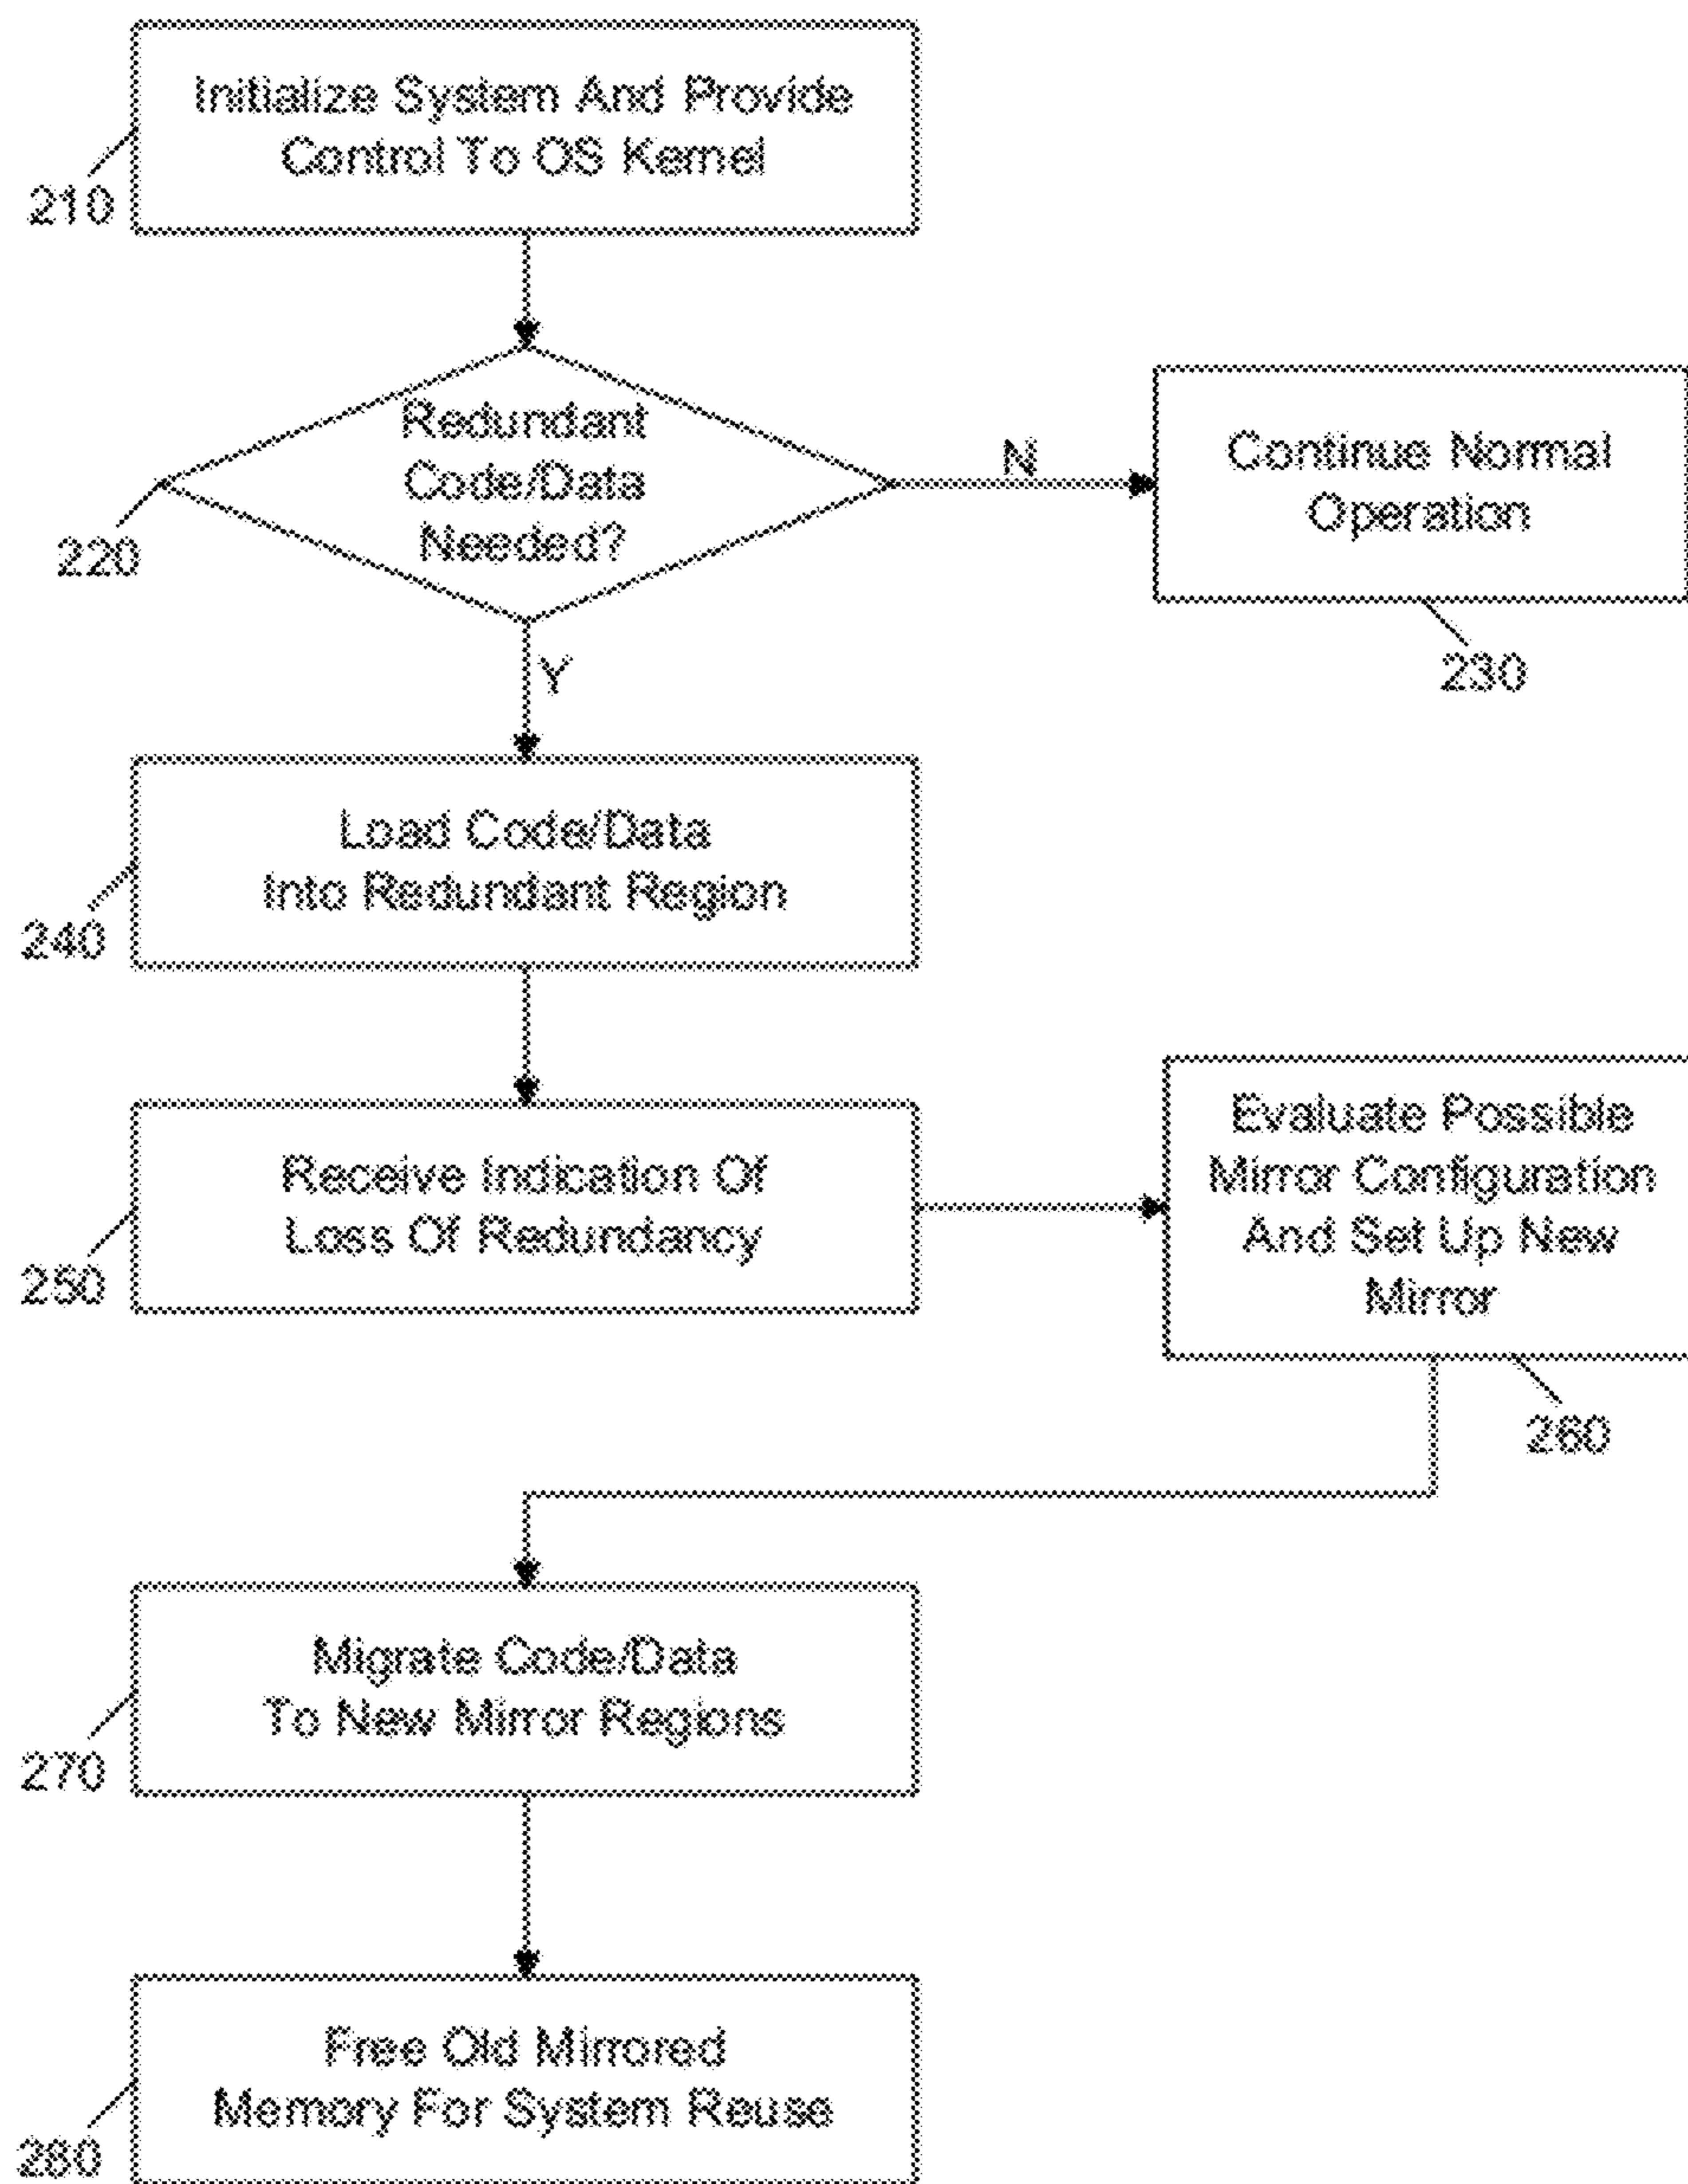 Initialize System And Provide
Control To OS Kernel
210
Redundant
Code/Data
Needed?
220
N
Continue Normal
Operation
230
Y
Load Code/Data
Into Redundant Region
240
Receive Indication Of
Loss Of Redundancy
250
Evaluate Possible
Mirror Configuration
And Set Up New
Mirror
260
Migrate Code/Data
To New Mirror Regions
270
Free Old Mirrored
Memory For System Reuse
280